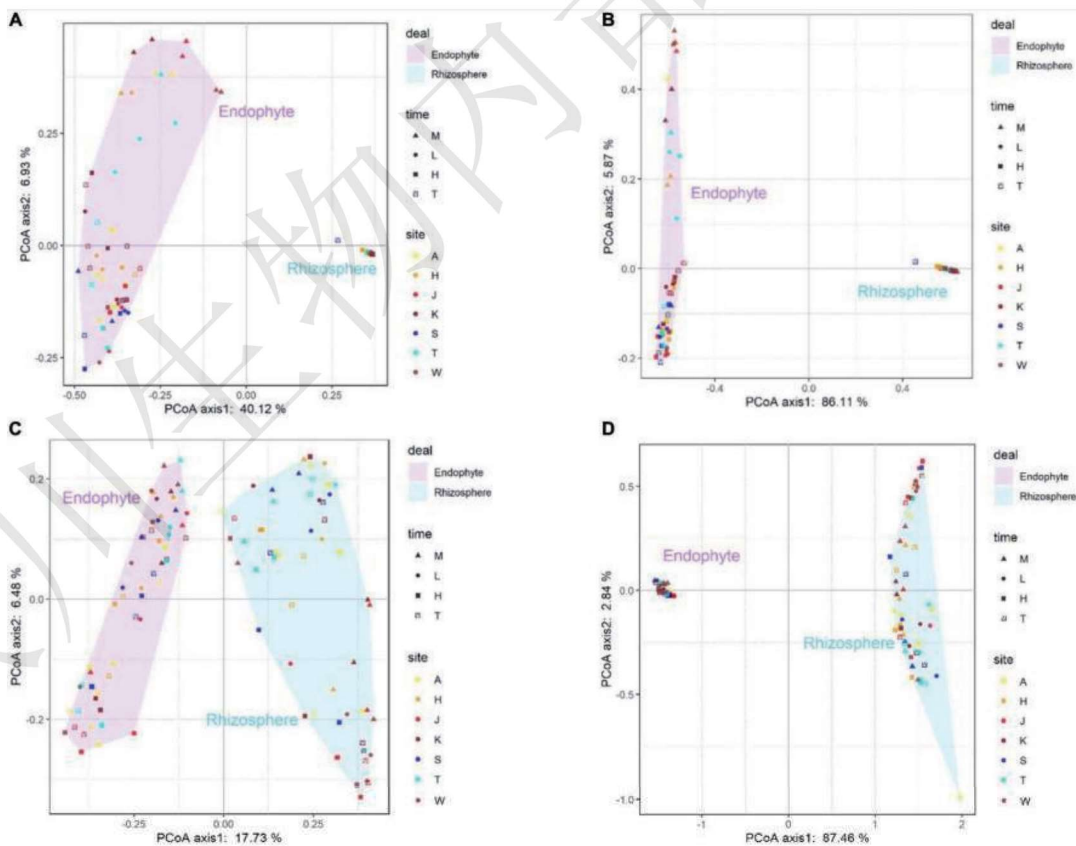 A
0.25
0.00
-0.25
PCoA axis2: 6.93 %
-0.50
-0.25
0.00
0.25
PCoA axis1: 40.12 %
Endophyte
Rhizosphere
deal
Endophyte
Rhizosphere
time
M
L
H
T
site
A
H
J
K
S
T
W
B
0.4
0.2
0.0
-0.2
PCoA axis2: 5.87 %
-0.4
0.0
0.4
PCoA axis1: 86.11 %
Endophyte
Rhizosphere
deal
Endophyte
Rhizosphere
time
M
L
H
T
site
A
H
J
K
S
T
W
C
0.2
0.0
-0.2
PCoA axis2: 6.48 %
-0.25
0.00
0.25
PCoA axis1: 17.73 %
Endophyte
Rhizosphere
deal
Endophyte
Rhizosphere
time
M
L
H
T
site
A
H
J
K
S
T
W
D
0.5
0.0
-0.5
-1.0
PCoA axis2: 2.84 %
-1
0
1
2
PCoA axis1: 87.46 %
Endophyte
Rhizosphere
deal
Endophyte
Rhizosphere
time
M
L
H
T
site
A
H
J
K
S
T
W
川生物内